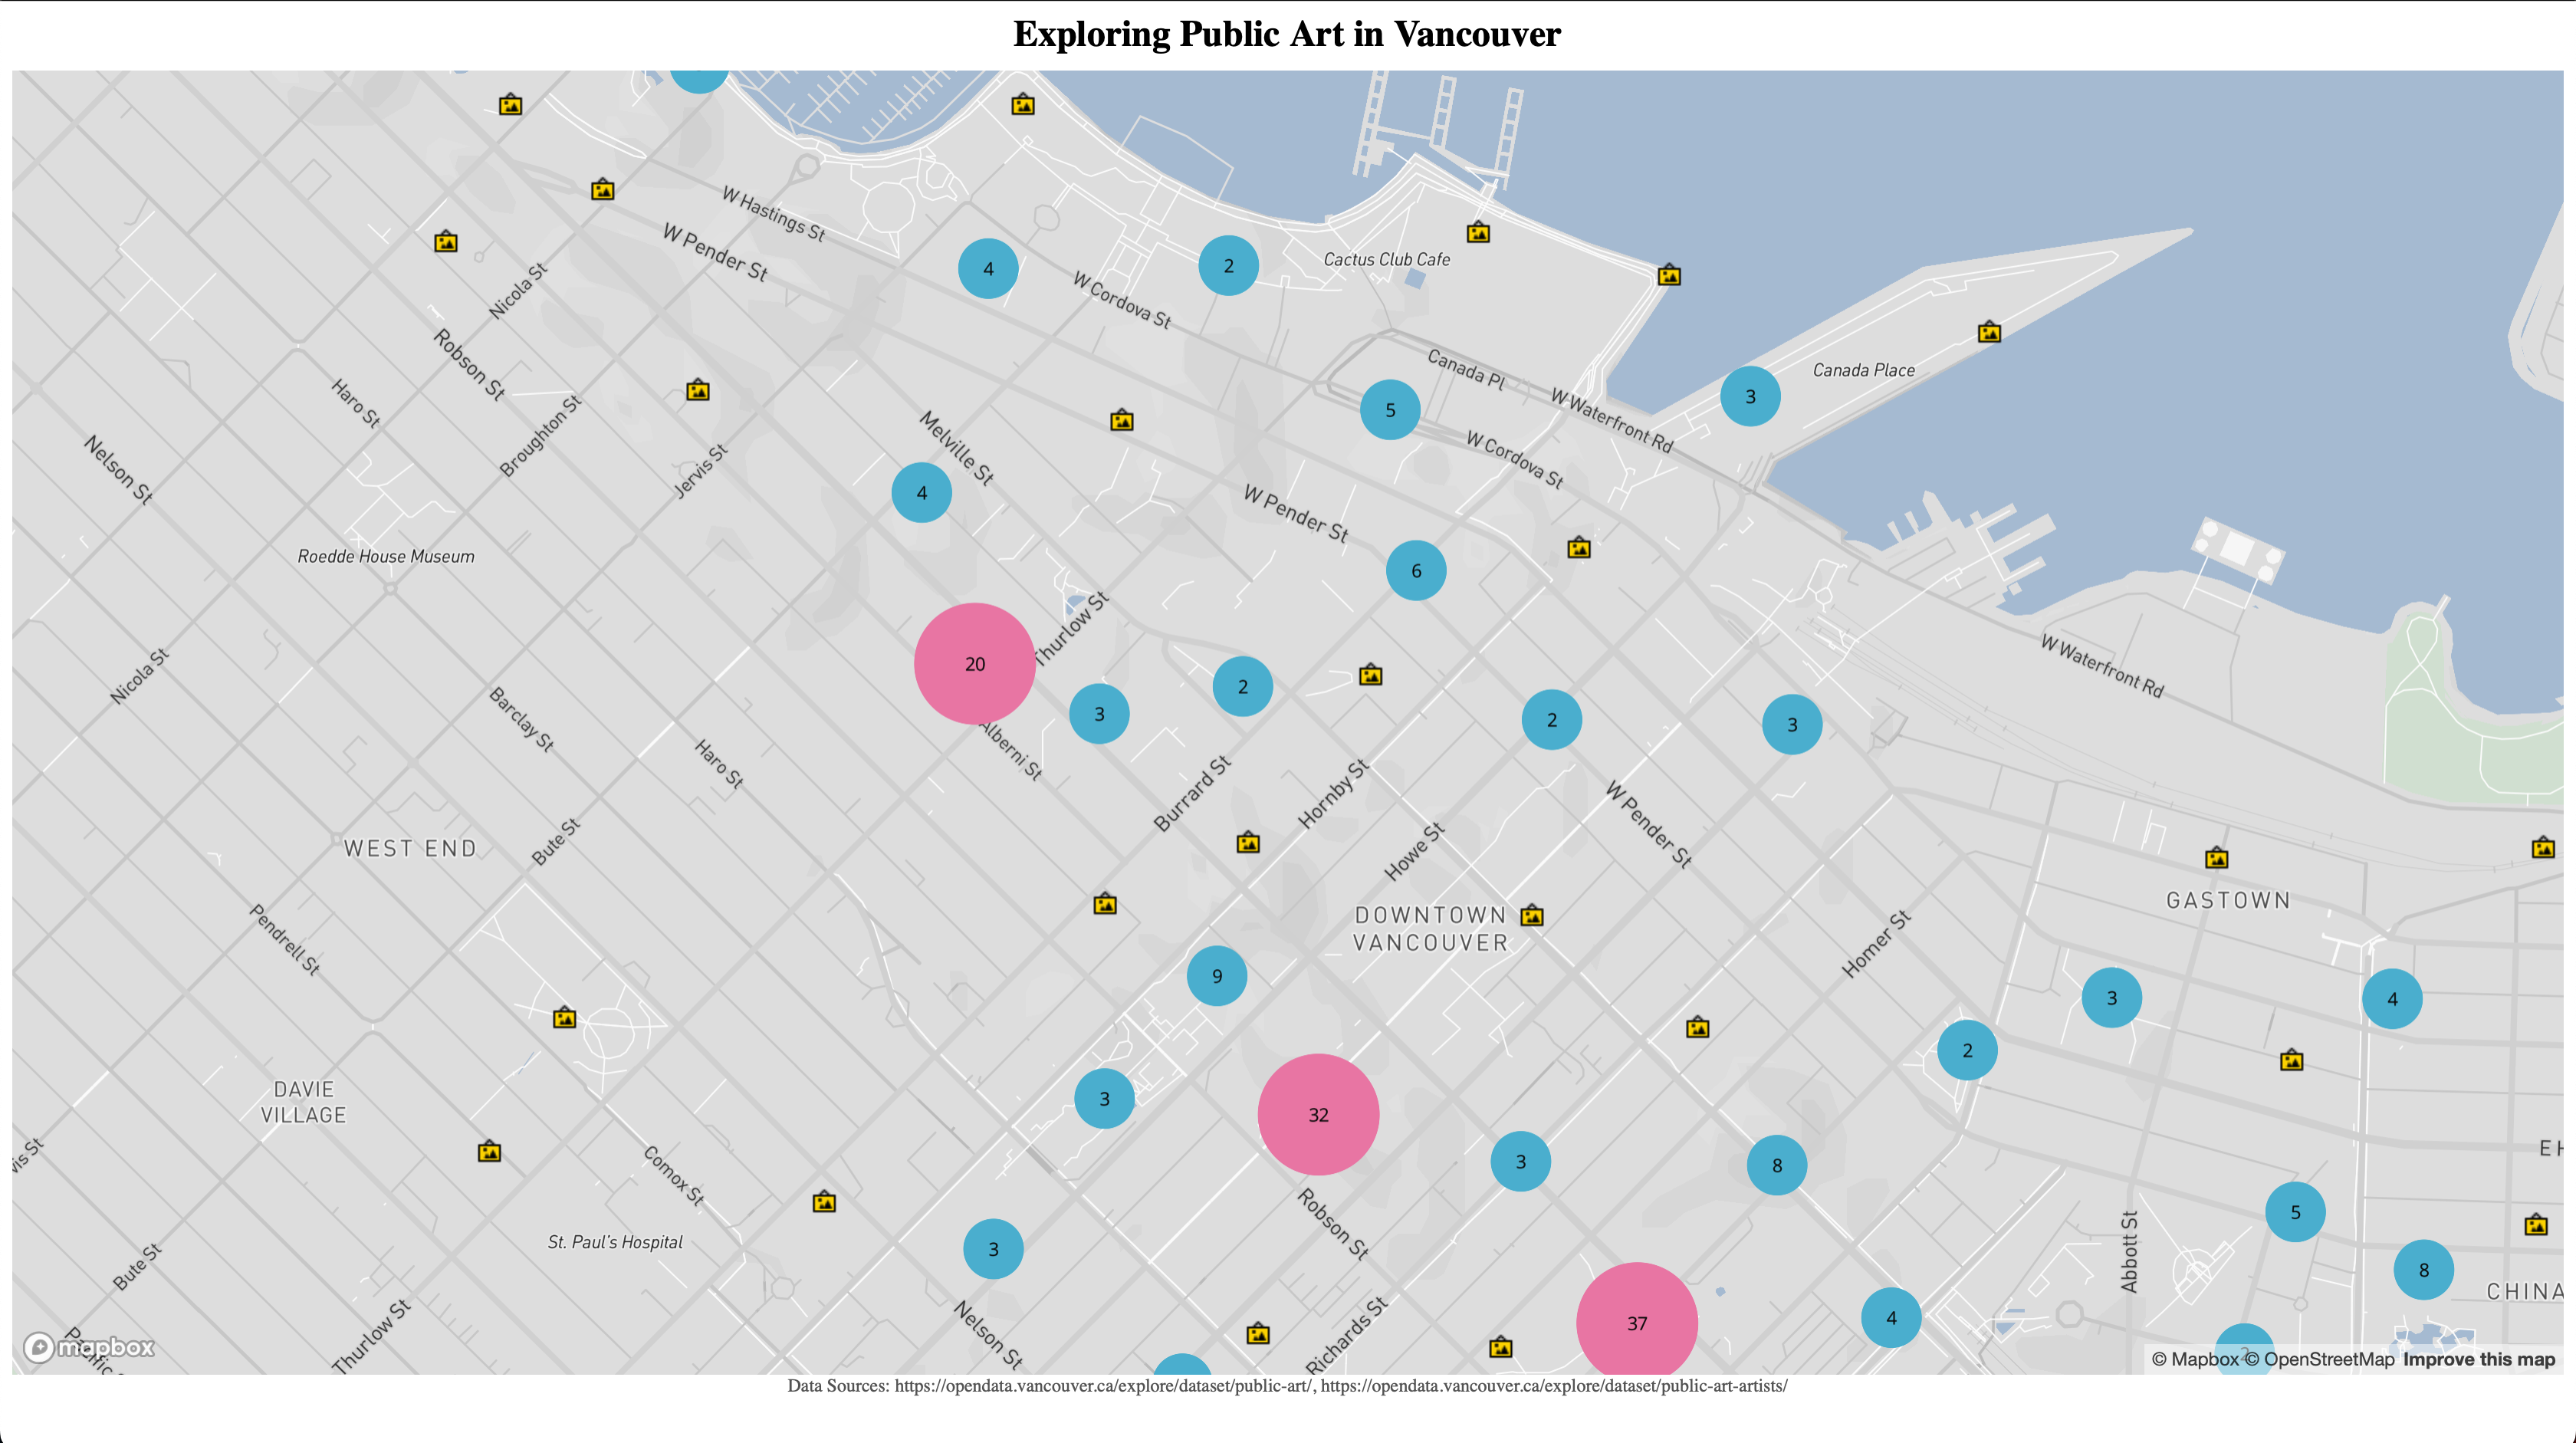 Exploring Public Art in Vancouver
W Hastings St
W Pender St
4
2
Cactus Club Cafe
Nicola St
W Cordova St
Robson St
Canada Pl
Canada Place
Haro St
Broughton St
5
3
W Waterfront Rd
Nelson St
Jervis St
Melville St
W Cordova St
4
W Pender St
Roedde House Museum
6
Thurlow St
20
Nicola St
3
2
2
3
W Waterfront Rd
Barclay St
Haro St
Alberni St
Burrard St
Hornby St
W Pender St
WEST END
Bute St
Howe St
GASTOWN
DOWNTOWN
VANCOUVER
Pendrell St
Homer St
9
3
4
2
DAVIE
VILLAGE
3
32
3
8
EH
Comox St
St. Paul's Hospital
3
Robson St
5
Abbott St
Bute St
8
CHINA
Thurlow St
Nelson St
Richards St
37
4
2
mapbox
© Mapbox © OpenStreetMap Improve this map
Data Sources: https://opendata.vancouver.ca/explore/dataset/public-art/, https://opendata.vancouver.ca/explore/dataset/public-art-artists/